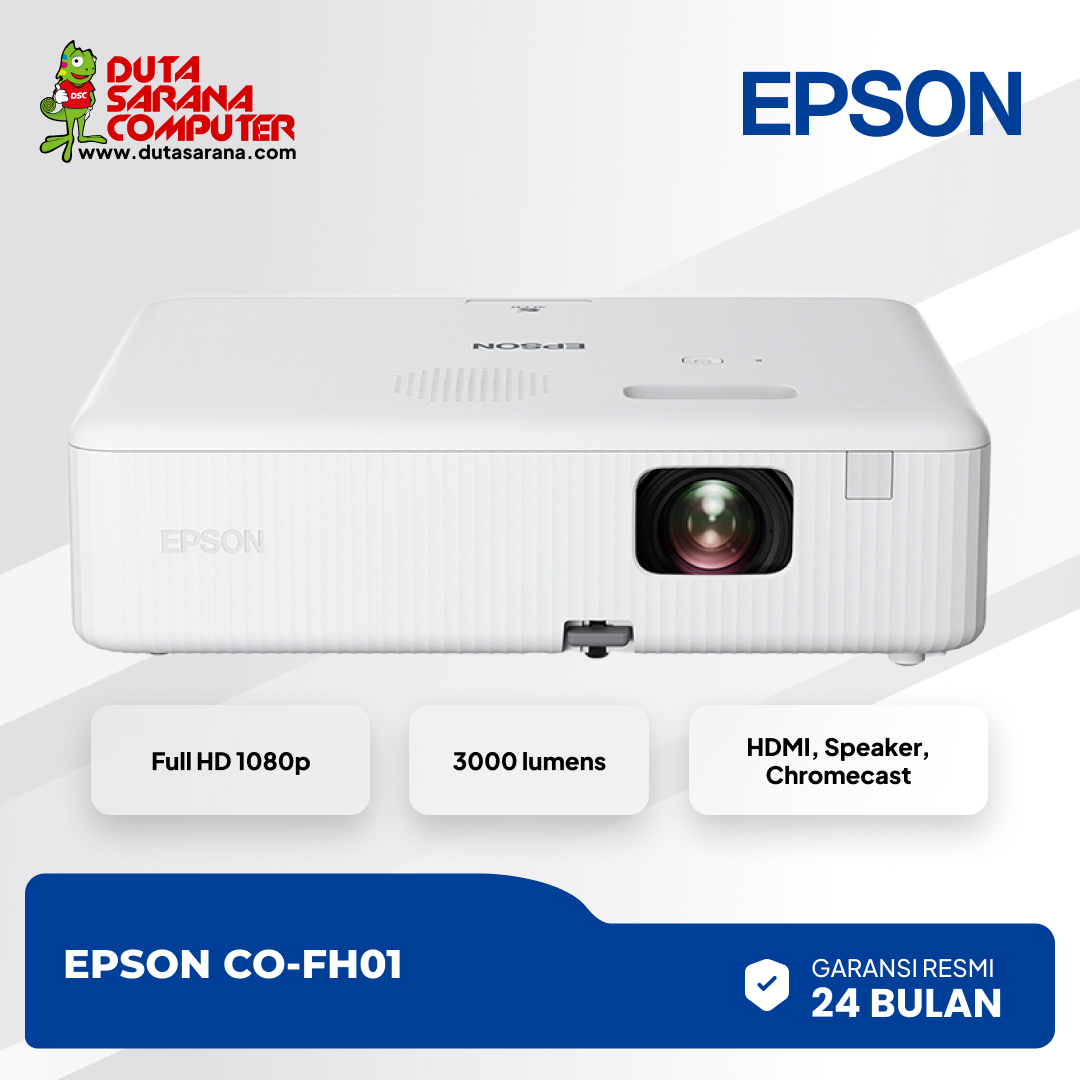 DSC
DUTA
SARANA
COMPUTER
www.dutasarana.com
EPSON
EPSON
EPSON
Full HD 1080p
3000 lumens
HDMI, Speaker,
Chromecast
EPSON CO-FH01
GARANSI RESMI
24 BULAN